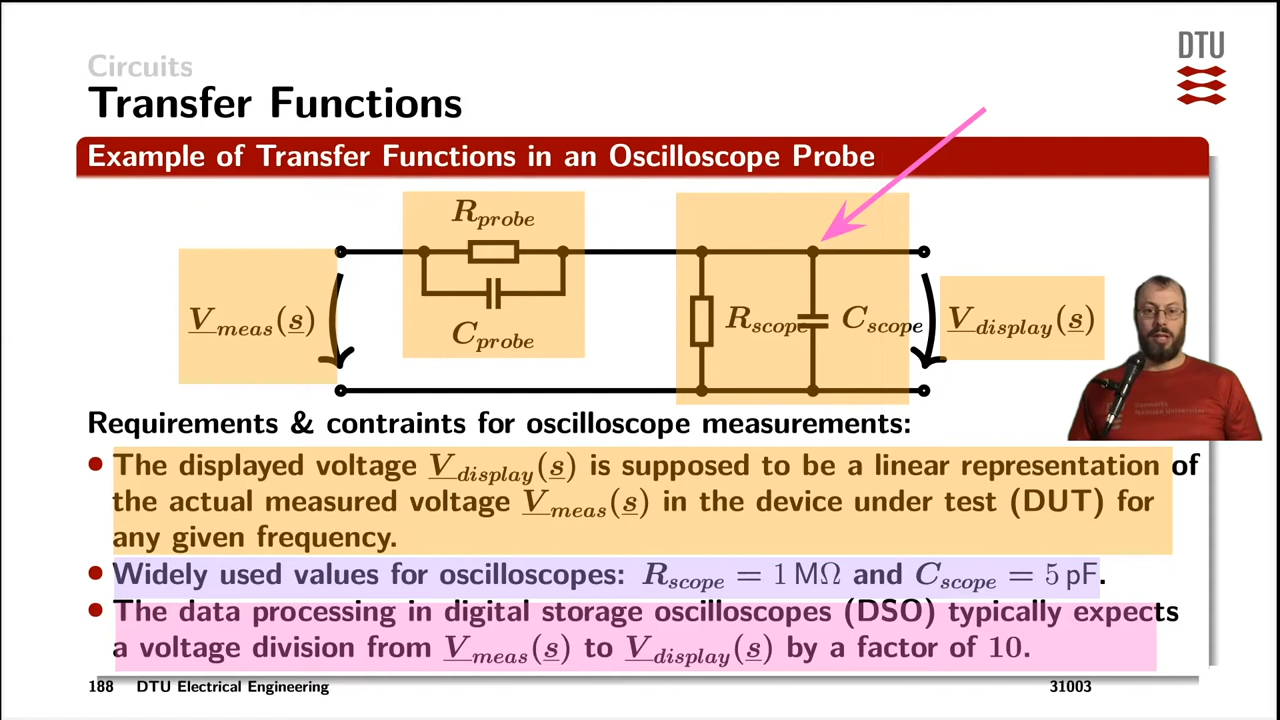 Circuits
DTU
Transfer Functions
Example of Transfer Functions in an Oscilloscope Probe
R_probe
V_meas(s)
C_probe
R_scope
C_scope
V_display(s)
Requirements & contraints for oscilloscope measurements:
• The displayed voltage V_display(s) is supposed to be a linear representation of
the actual measured voltage V_meas(s) in the device under test (DUT) for
any given frequency.
• Widely used values for oscilloscopes: R_scope = 1 MΩ and C_scope = 5 pF.
• The data processing in digital storage oscilloscopes (DSO) typically expects
a voltage division from V_meas(s) to V_display(s) by a factor of 10.
188 DTU Electrical Engineering 31003